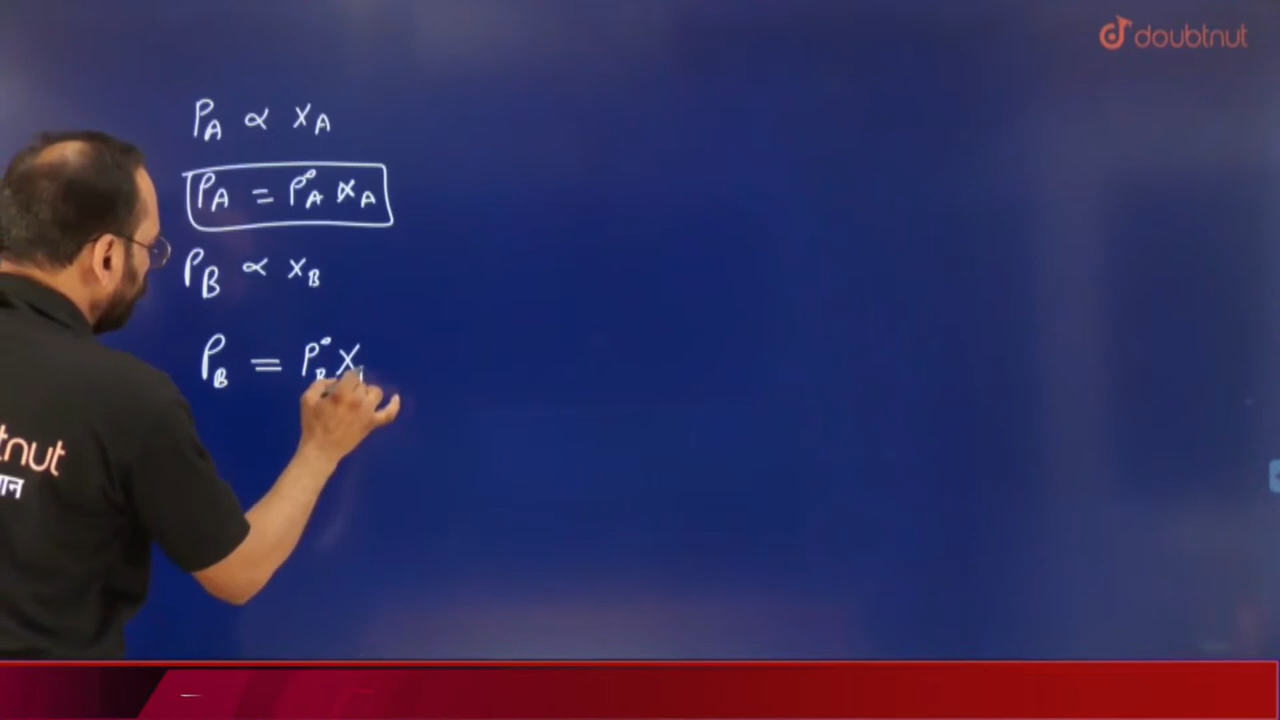 doubtnut
P_A ∝ x_A
P_A = P°_A x_A
P_B ∝ x_B
P_B = P°_B x
tnut